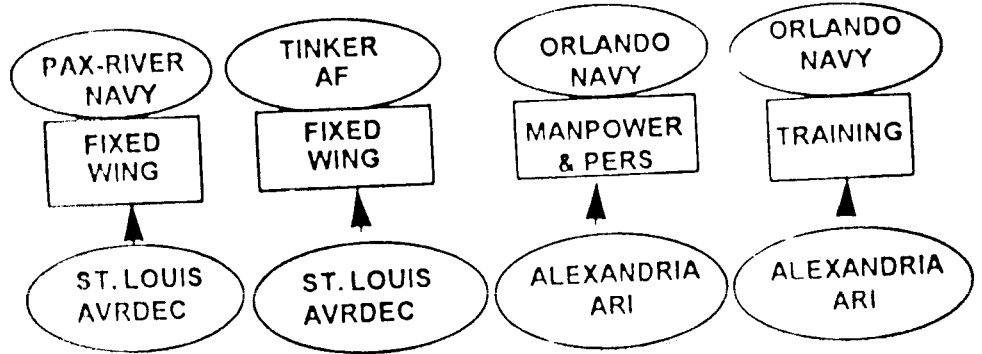 PAX-RIVER
NAVY
FIXED
WING
ST. LOUIS
AVRDEC
TINKER
AF
FIXED
WING
ST. LOUIS
AVRDEC
ORLANDO
NAVY
MANPOWER
& PERS
ALEXANDRIA
ARI
ORLANDO
NAVY
TRAINING
ALEXANDRIA
ARI